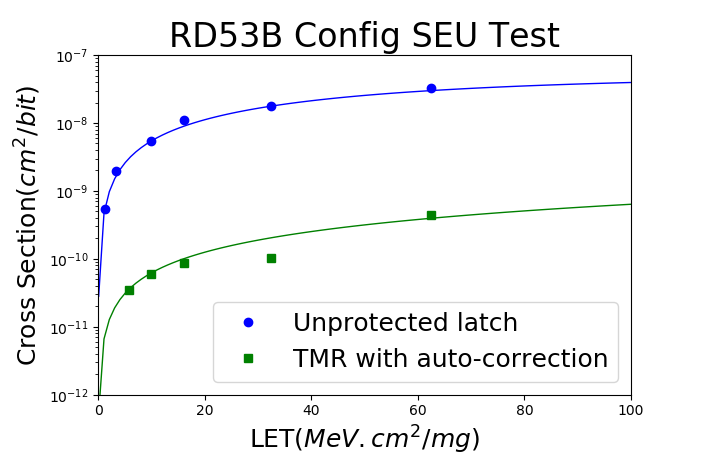 RD53B Config SEU Test
Cross Section(cm²/bit)
10⁻⁷
10⁻⁸
10⁻⁹
10⁻¹⁰
10⁻¹¹
10⁻¹²
Unprotected latch
TMR with auto-correction
0 20 40 60 80 100
LET(MeV.cm²/mg)